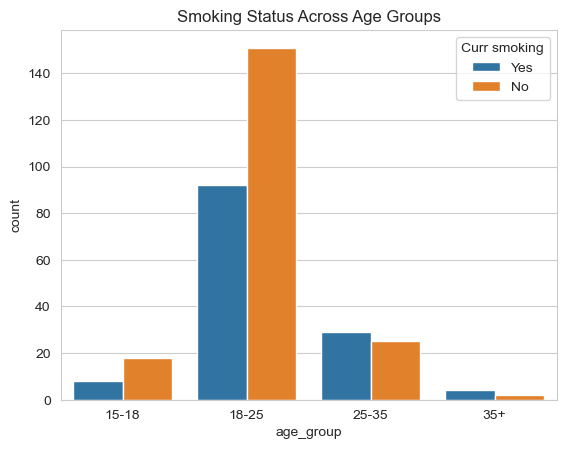 Smoking Status Across Age Groups
Curr smoking
Yes
No
140
120
100
80
60
40
20
0
count
15-18 18-25 25-35 35+
age_group